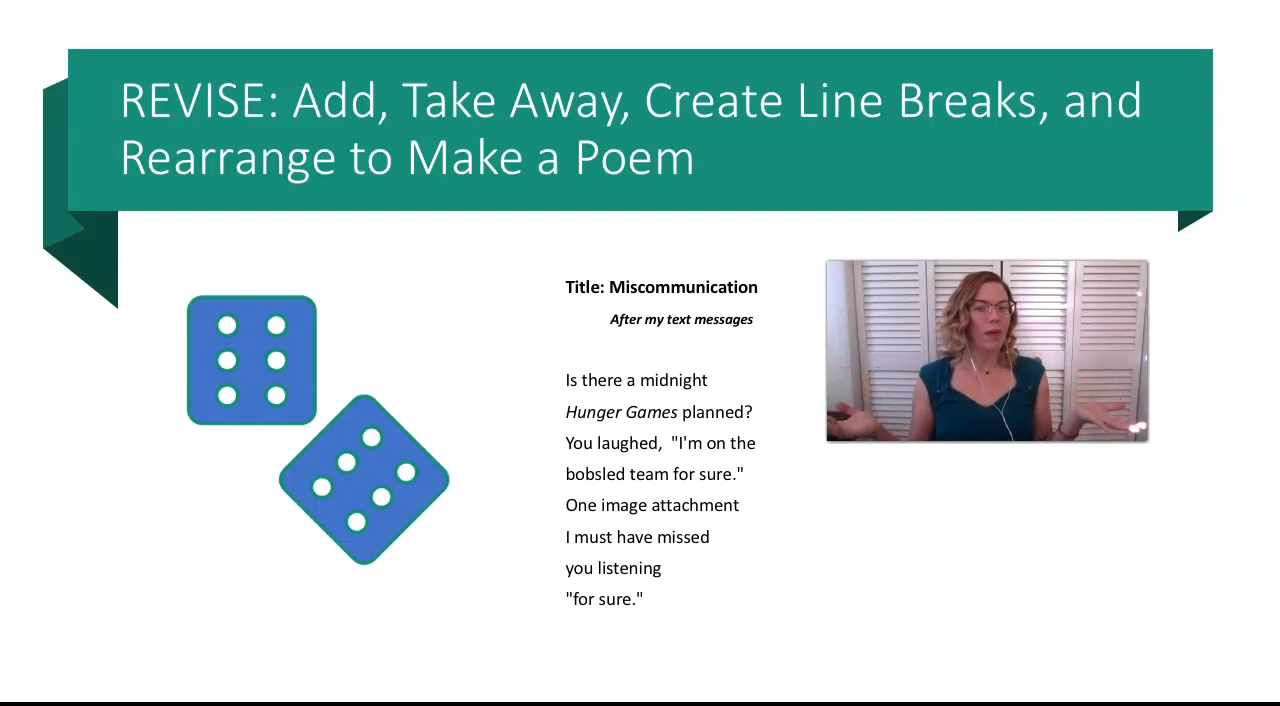 REVISE: Add, Take Away, Create Line Breaks, and
Rearrange to Make a Poem
Title: Miscommunication
After my text messages
Is there a midnight
Hunger Games planned?
You laughed,  "I'm on the
bobsled team for sure."
One image attachment
I must have missed
you listening
"for sure."